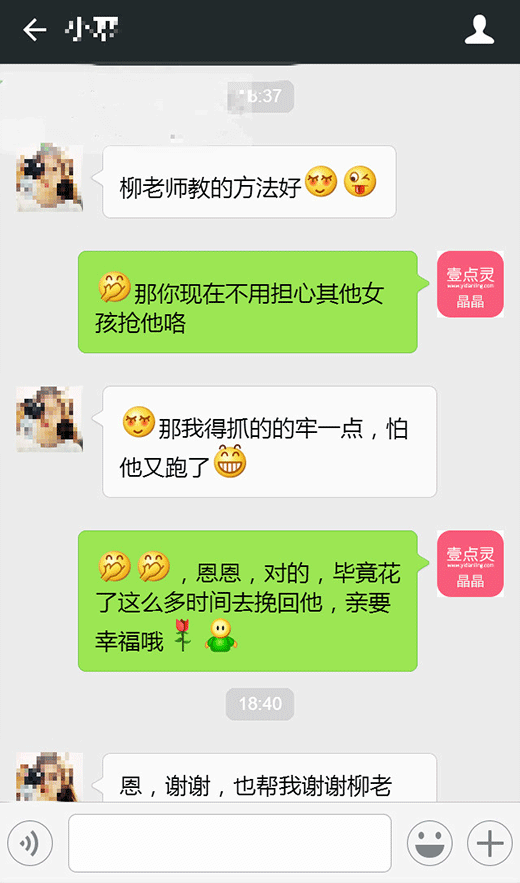 柳老师教的方法好
那你现在不用担心其他女
孩抢他咯
壹点灵
www.yidianling.com
晶晶
那我得抓的的牢一点，怕
他又跑了
，恩恩，对的，毕竟花
了这么多时间去挽回他，亲要
幸福哦
壹点灵
www.yidianling.com
晶晶
18:40
恩，谢谢，也帮我谢谢柳老